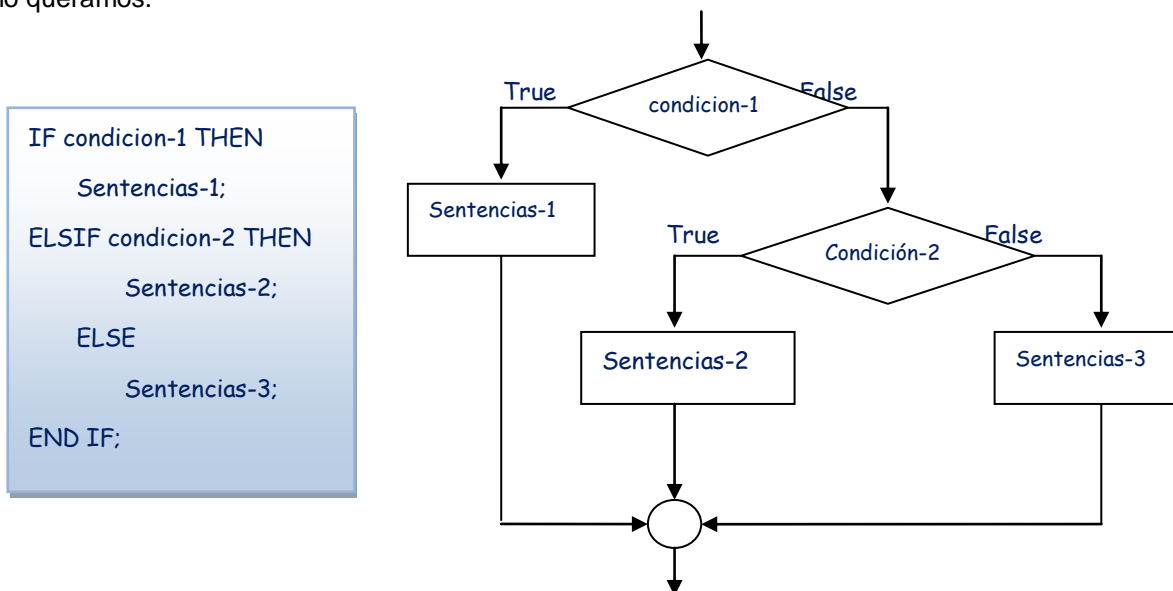 no queramos.
IF condicion-1 THEN
Sentencias-1;
ELSIF condicion-2 THEN
Sentencias-2;
ELSE
Sentencias-3;
END IF;
True
condicion-1
False
Sentencias-1
True
Condición-2
False
Sentencias-2
Sentencias-3